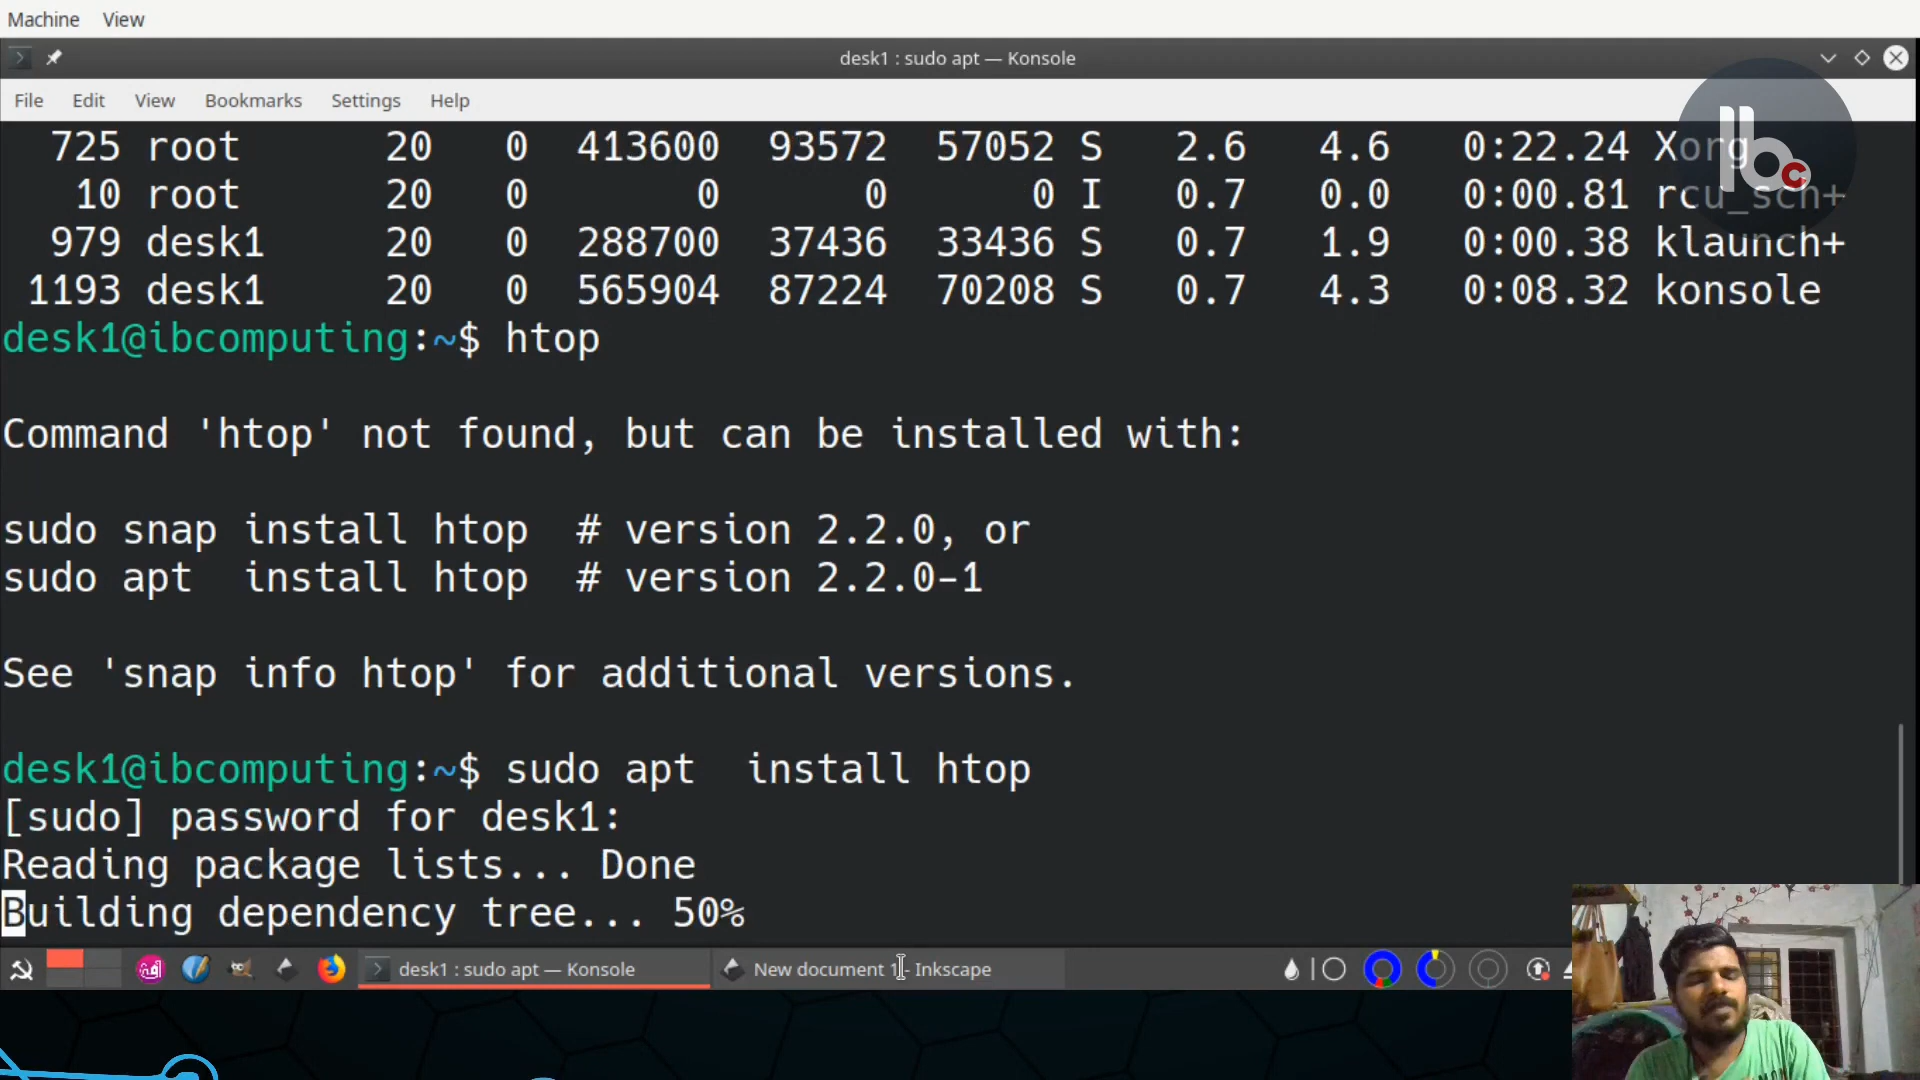 Machine View
desk1 : sudo apt — Konsole
File Edit View Bookmarks Settings Help
725 root 20 0 413600 93572 57052 S 2.6 4.6 0:22.24 Xorg
10 root 20 0 0 0 0 I 0.7 0.0 0:00.81 rcu_sch+
979 desk1 20 0 288700 37436 33436 S 0.7 1.9 0:00.38 klaunch+
1193 desk1 20 0 565904 87224 70208 S 0.7 4.3 0:08.32 konsole
Ibc
desk1@ibcomputing:~$ htop
Command 'htop' not found, but can be installed with:
sudo snap install htop # version 2.2.0, or
sudo apt  install htop # version 2.2.0-1
See 'snap info htop' for additional versions.
desk1@ibcomputing:~$ sudo apt  install htop
[sudo] password for desk1:
Reading package lists... Done
Building dependency tree... 50%
desk1 : sudo apt — Konsole New document 1 - Inkscape